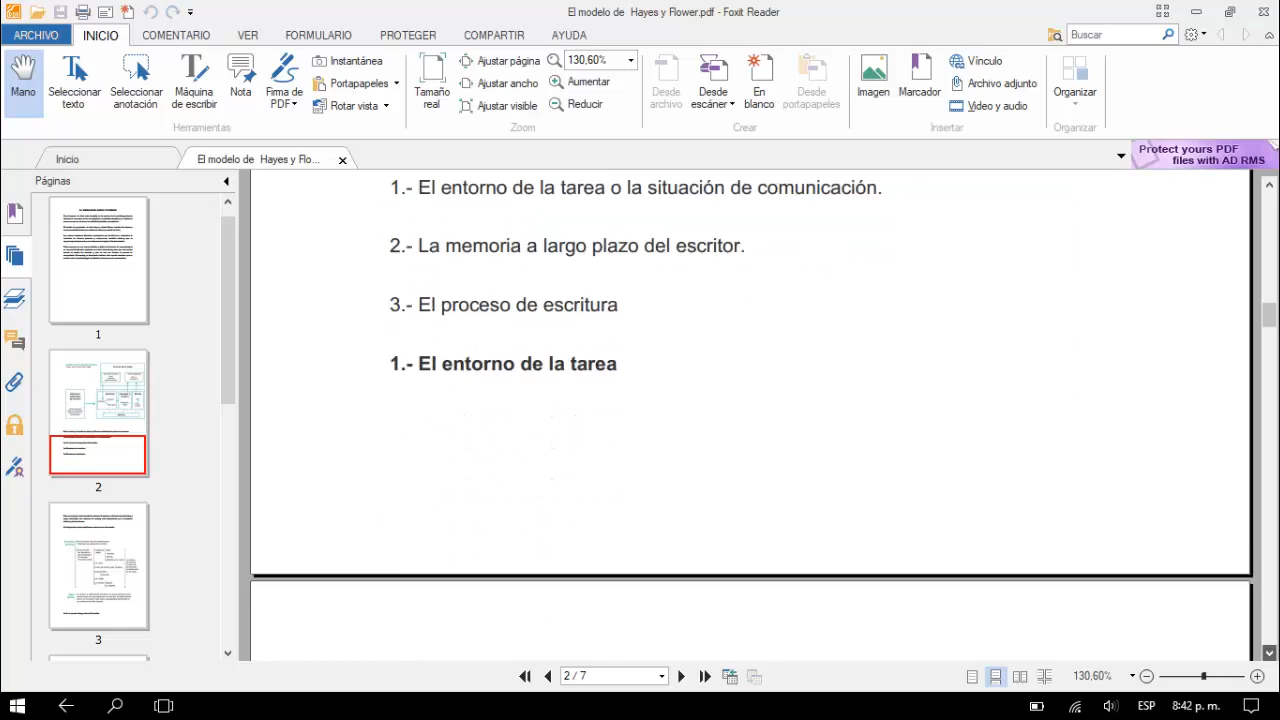 El modelo de Hayes y Flower.pdf - Foxit Reader
ARCHIVO INICIO COMENTARIO VER FORMULARIO PROTEGER COMPARTIR AYUDA Buscar
Mano
Seleccionar texto
Seleccionar anotación
Máquina de escribir
Nota
Fima de PDF
Instantánea
Portapapeles
Rotar vista
Herramientas
Tamaño real
Ajustar página
Ajustar ancho
Ajustar visible
130,60%
Aumentar
Reducir
Zoom
Desde archivo
Desde escáner
En blanco
Desde portapapeles
Crear
Imagen
Marcador
Vínculo
Archivo adjunto
Video y audio
Insertar
Organizar
Organizar
Inicio
El modelo de Hayes y Flo...
Protect yours PDF
files with AD RMS
Páginas
1
2
3
1.- El entorno de la tarea o la situación de comunicación.
2.- La memoria a largo plazo del escritor.
3.- El proceso de escritura
1.- El entorno de la tarea
2 / 7
130,60%
ESP 8:42 p. m.